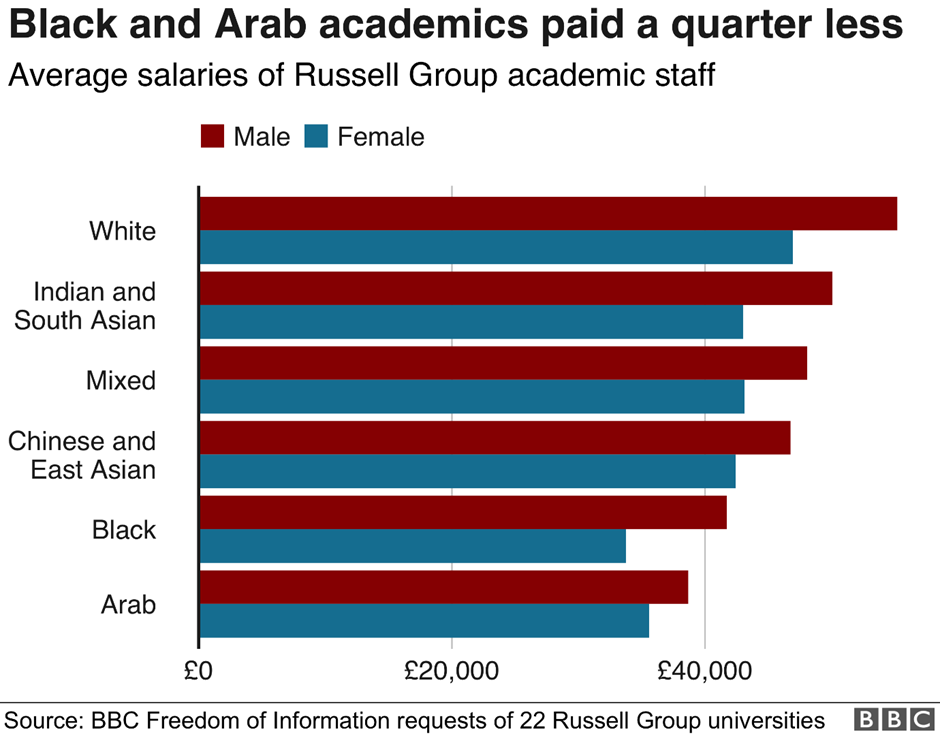 Black and Arab academics paid a quarter less
Average salaries of Russell Group academic staff
Male Female
White
Indian and
South Asian
Mixed
Chinese and
East Asian
Black
Arab
£0 £20,000 £40,000
Source: BBC Freedom of Information requests of 22 Russell Group universities BBC